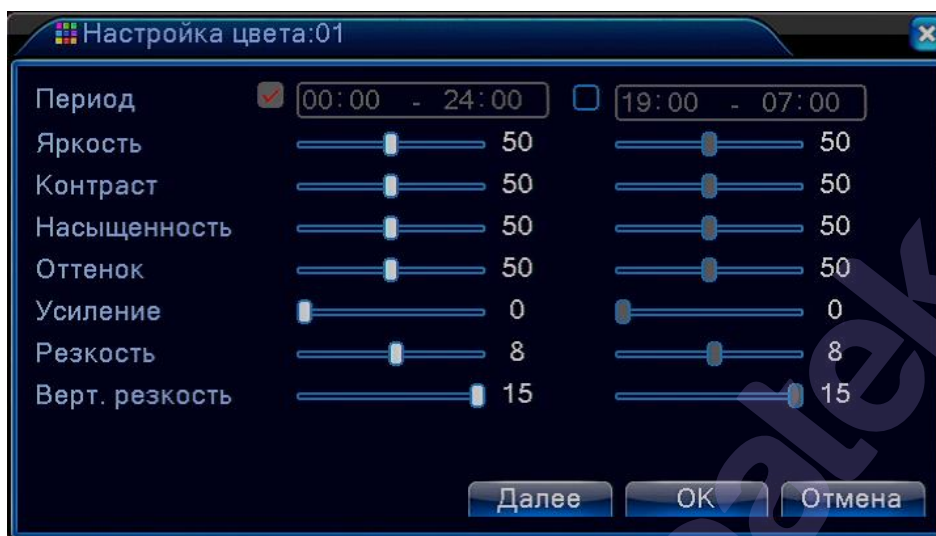 Настройка цвета:01
Период 00:00 - 24:00 19:00 - 07:00
Яркость 50 50
Контраст 50 50
Насыщенность 50 50
Оттенок 50 50
Усиление 0 0
Резкость 8 8
Верт. резкость 15 15
Далее OK Отмена